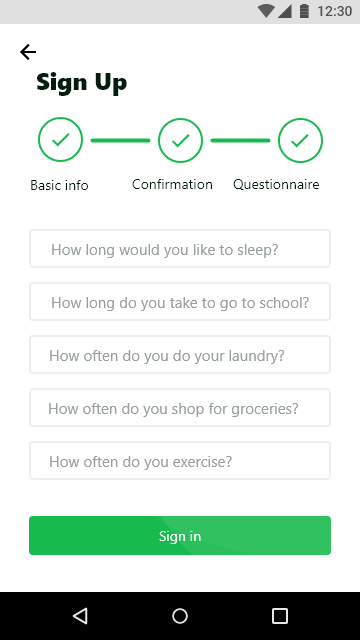 12:30
Sign Up
Basic info Confirmation Questionnaire
How long would you like to sleep?
How long do you take to go to school?
How often do you do your laundry?
How often do you shop for groceries?
How often do you exercise?
Sign in